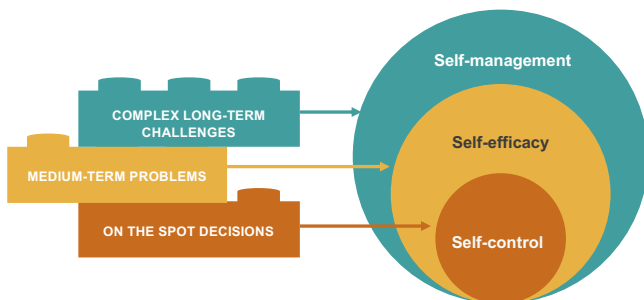 Self-management
COMPLEX LONG-TERM
CHALLENGES
Self-efficacy
MEDIUM-TERM PROBLEMS
ON THE SPOT DECISIONS
Self-control